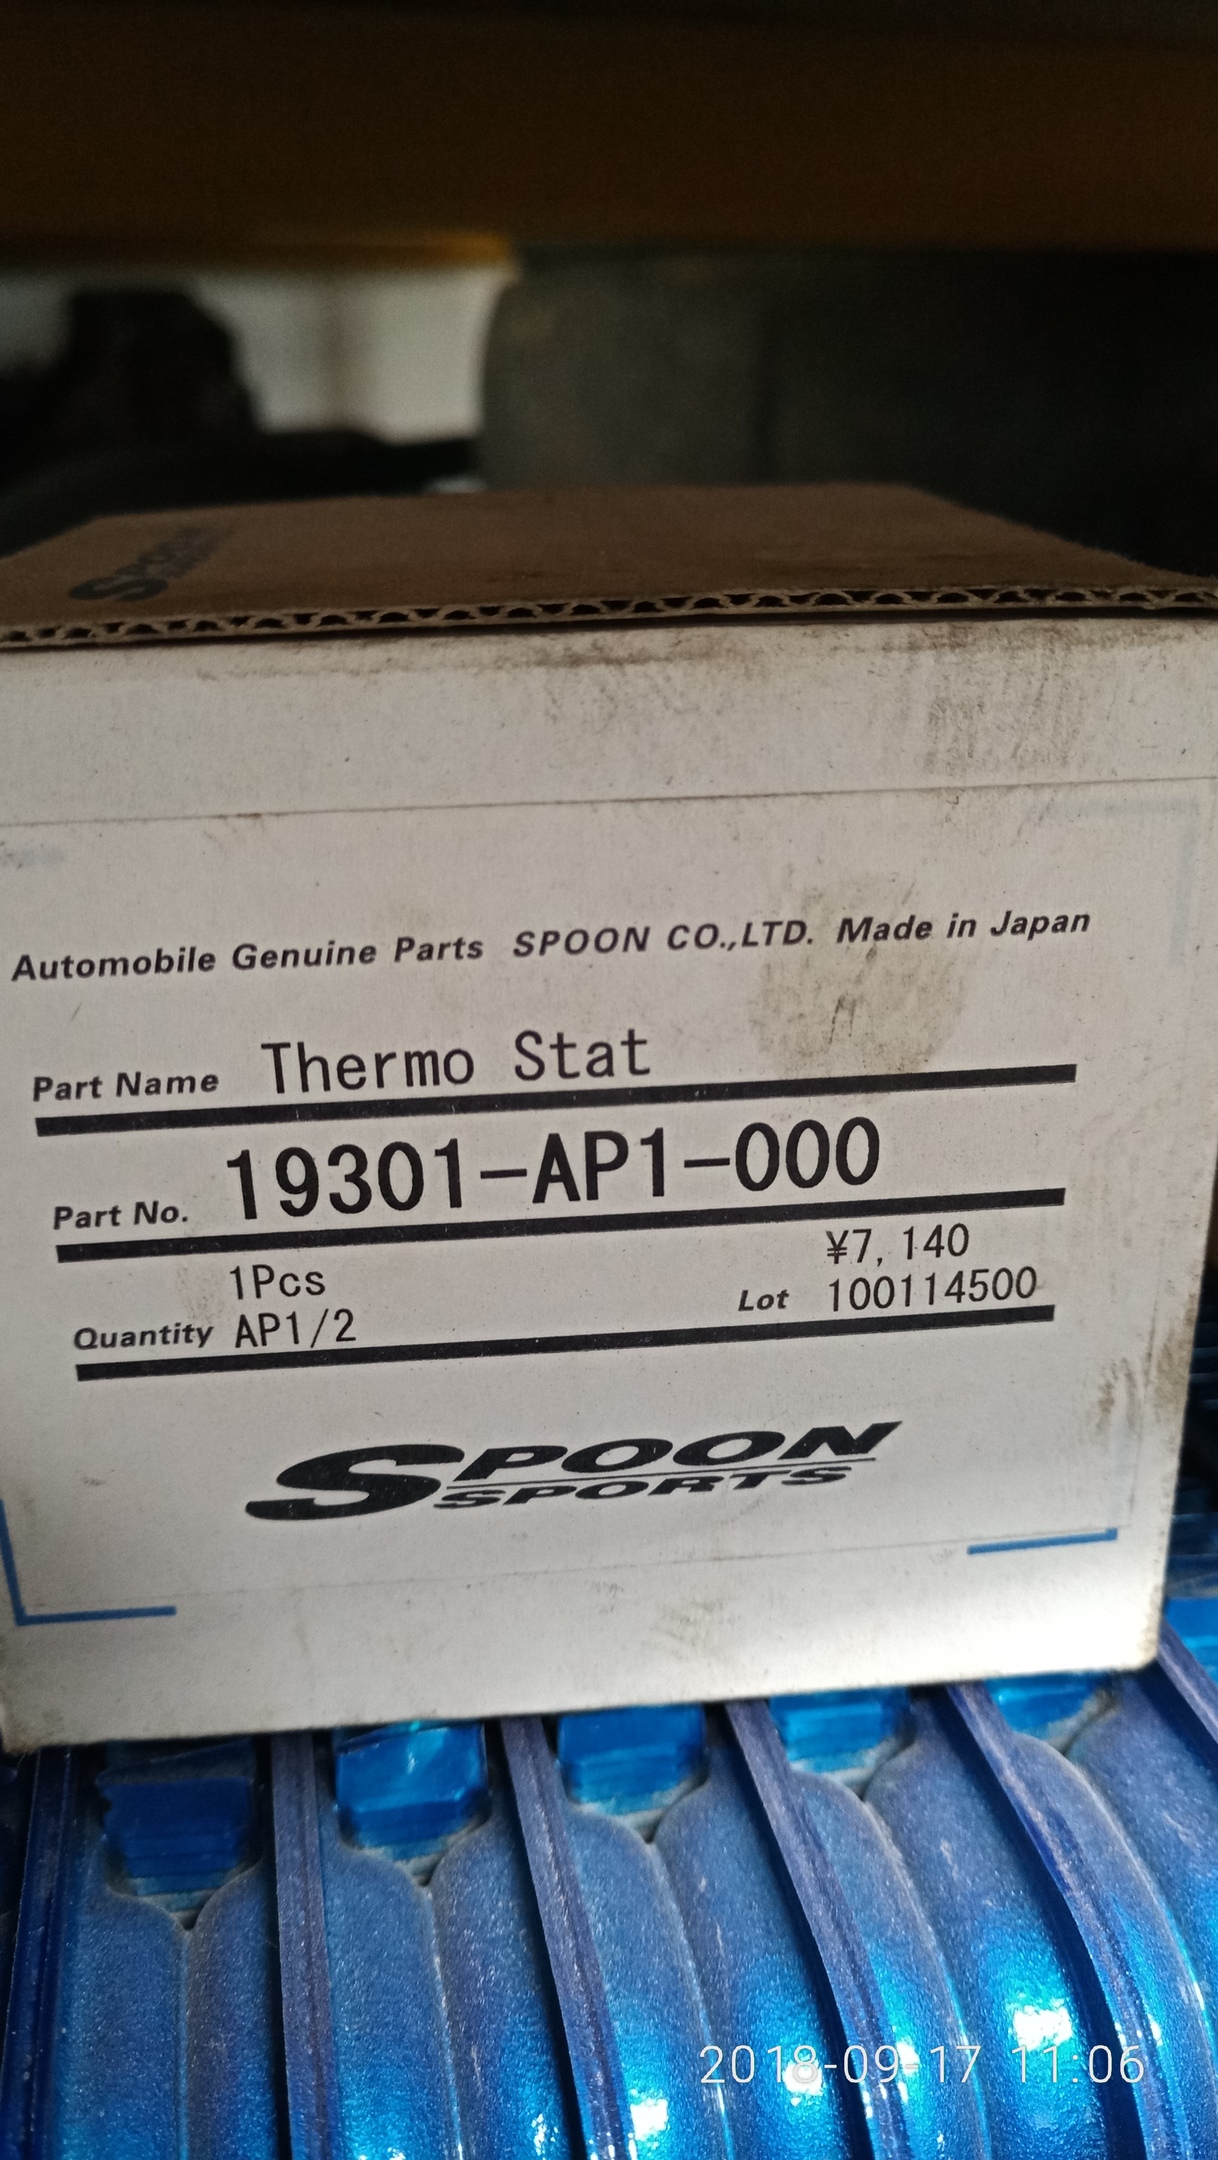 SPOON
Automobile Genuine Parts SPOON CO.,LTD. Made in Japan
Part Name Thermo Stat
Part No. 19301-AP1-000
1Pcs ¥7,140
Quantity AP1/2 Lot 100114500
SPOON
SPORTS
2018-09-17 11:06